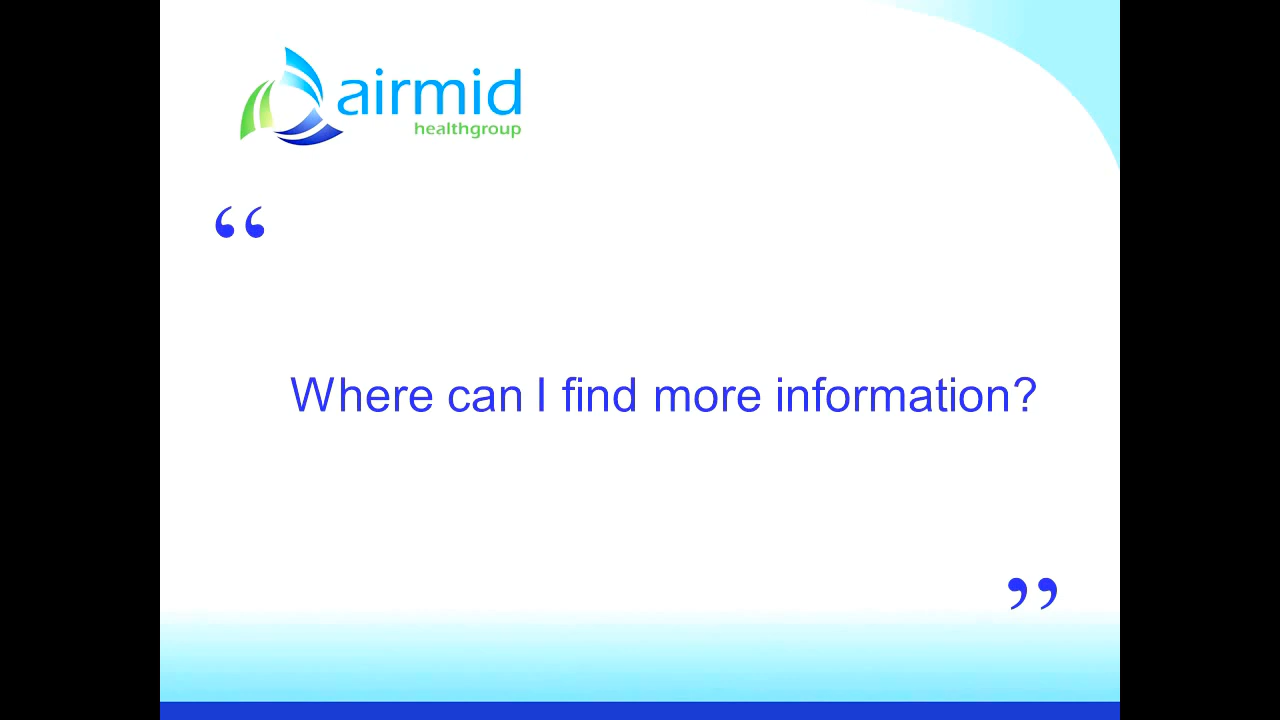 airmid
healthgroup
“
Where can I find more information?
”